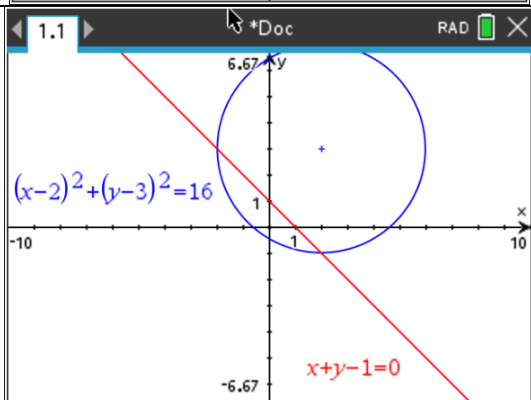 1.1 *Doc RAD
6.67 y
(x−2)²+(y−3)²=16
1
x
-10 1 10
x+y−1=0
-6.67